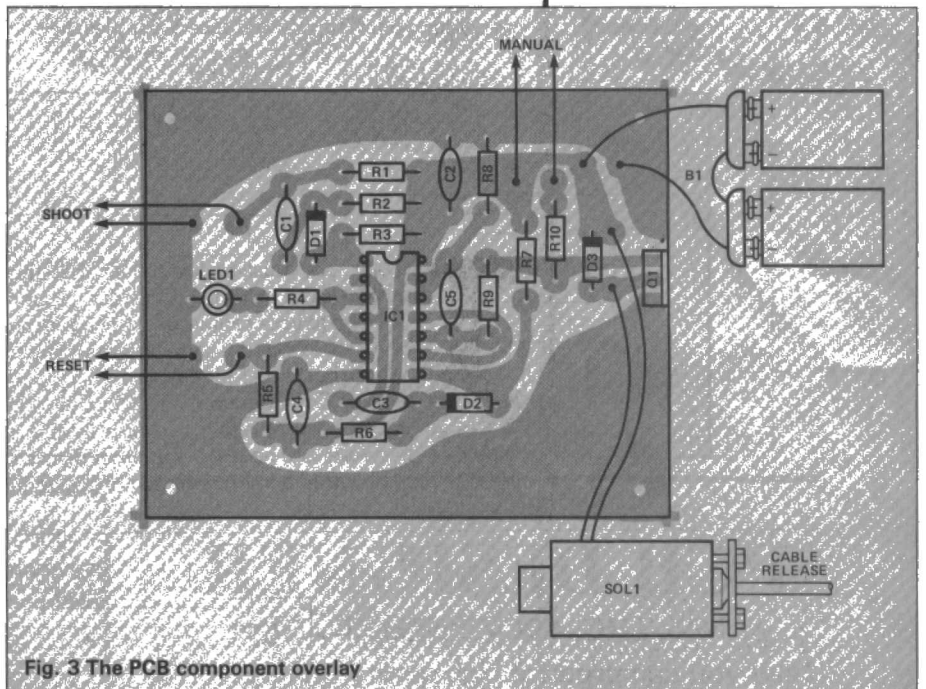 MANUAL
+
-
B1
+
-
R1
C2
R8
R2
R3
C1
D1
SHOOT
R7
R10
D3
Q1
LED1
R4
IC1
C5
R9
RESET
R5
C4
C3
D2
R6
SOL1
CABLE
RELEASE
Fig. 3 The PCB component overlay